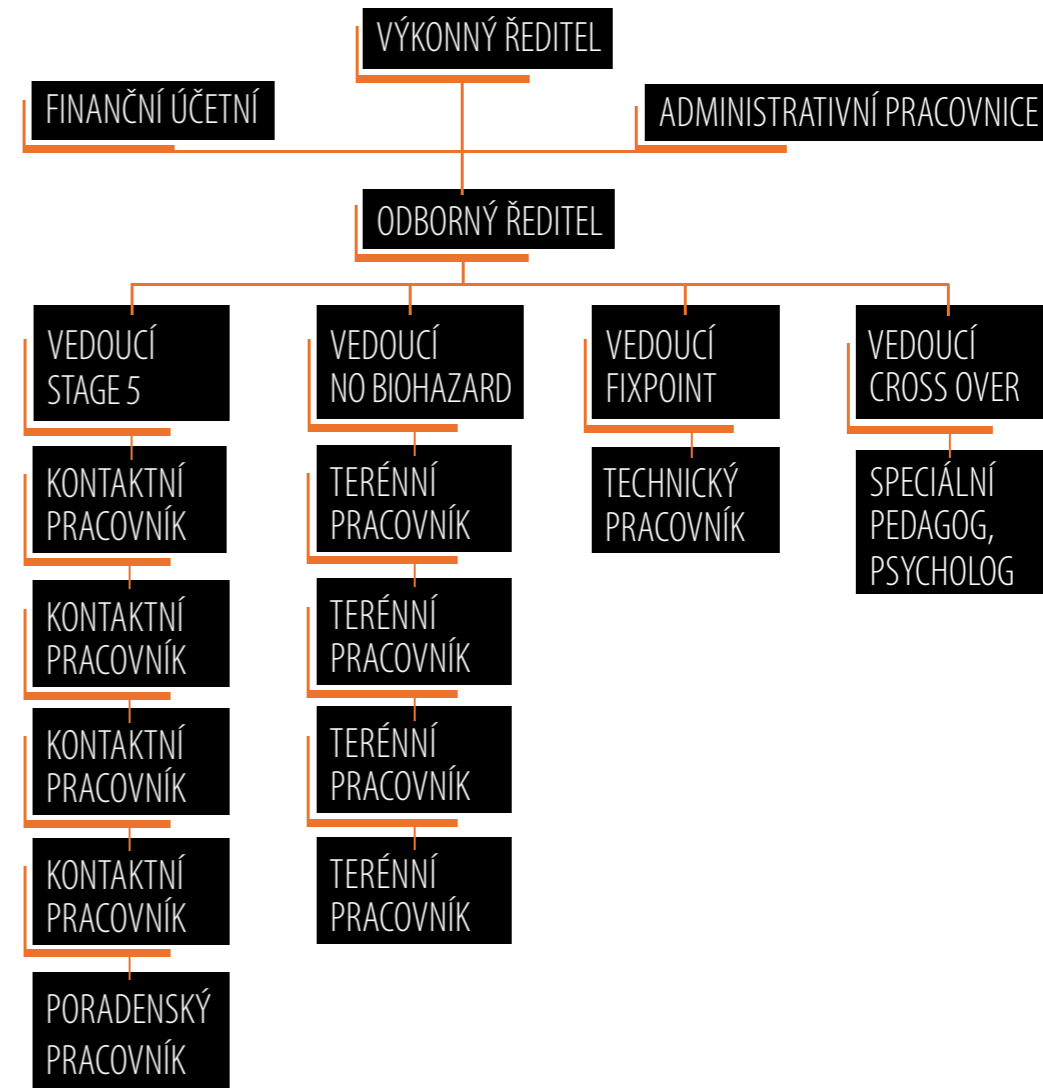 VÝKONNÝ ŘEDITEL
FINANČNÍ ÚČETNÍ
ADMINISTRATIVNÍ PRACOVNICE
ODBORNÝ ŘEDITEL
VEDOUCÍ
STAGE 5
KONTAKTNÍ
PRACOVNÍK
KONTAKTNÍ
PRACOVNÍK
KONTAKTNÍ
PRACOVNÍK
KONTAKTNÍ
PRACOVNÍK
PORADENSKÝ
PRACOVNÍK
VEDOUCÍ
NO BIOHAZARD
TERÉNNÍ
PRACOVNÍK
TERÉNNÍ
PRACOVNÍK
TERÉNNÍ
PRACOVNÍK
TERÉNNÍ
PRACOVNÍK
VEDOUCÍ
FIXPOINT
TECHNICKÝ
PRACOVNÍK
VEDOUCÍ
CROSS OVER
SPECIÁLNÍ
PEDAGOG,
PSYCHOLOG